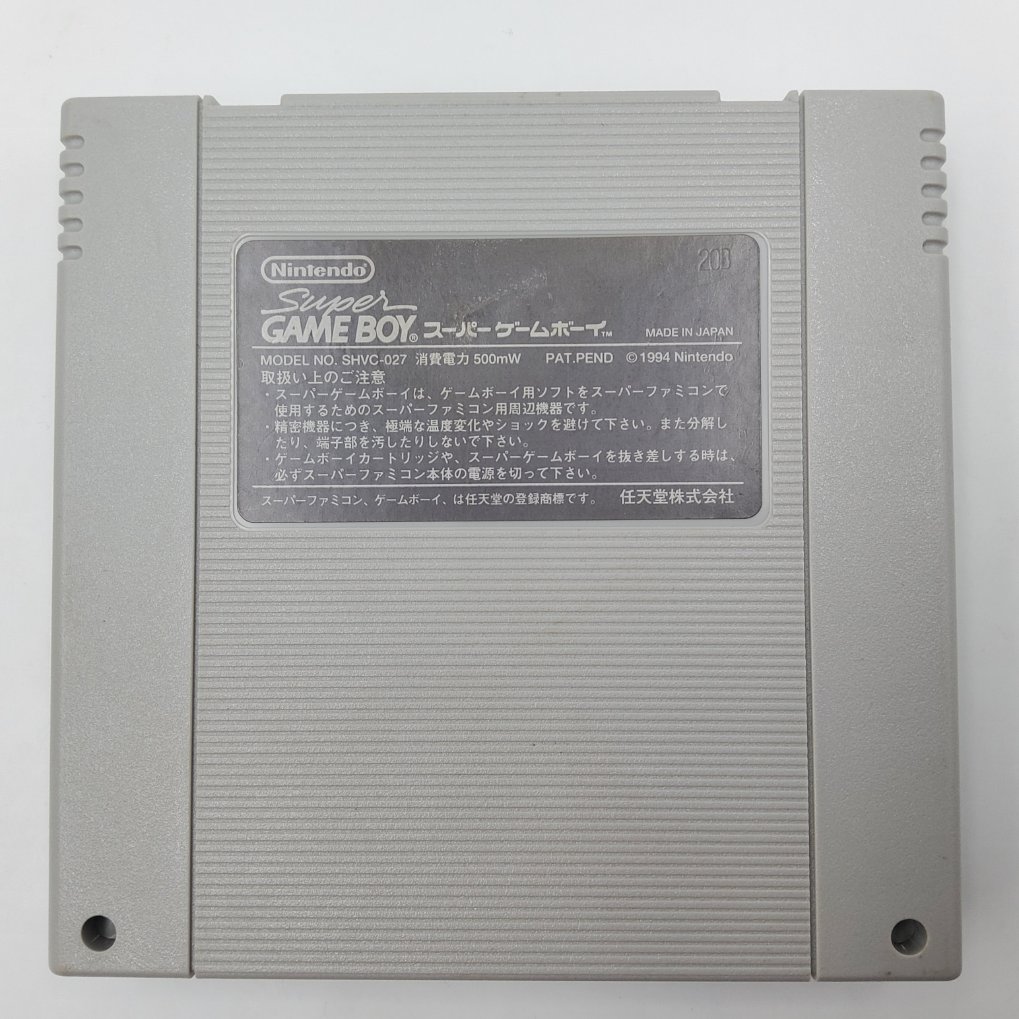 Nintendo®
20D
Super
GAME BOY® スーパーゲームボーイ™ MADE IN JAPAN
MODEL NO. SHVC-027 消費電力 500mW PAT.PEND ©1994 Nintendo
取扱い上のご注意
・スーパーゲームボーイは、ゲームボーイ用ソフトをスーパーファミコンで
使用するためのスーパーファミコン用周辺機器です。
・精密機器につき、極端な温度変化やショックを避けて下さい。また分解し
たり、端子部を汚したりしないで下さい。
・ゲームボーイカートリッジや、スーパーゲームボーイを抜き差しする時は、
必ずスーパーファミコン本体の電源を切って下さい。
スーパーファミコン、ゲームボーイ、は任天堂の登録商標です。 任天堂株式会社